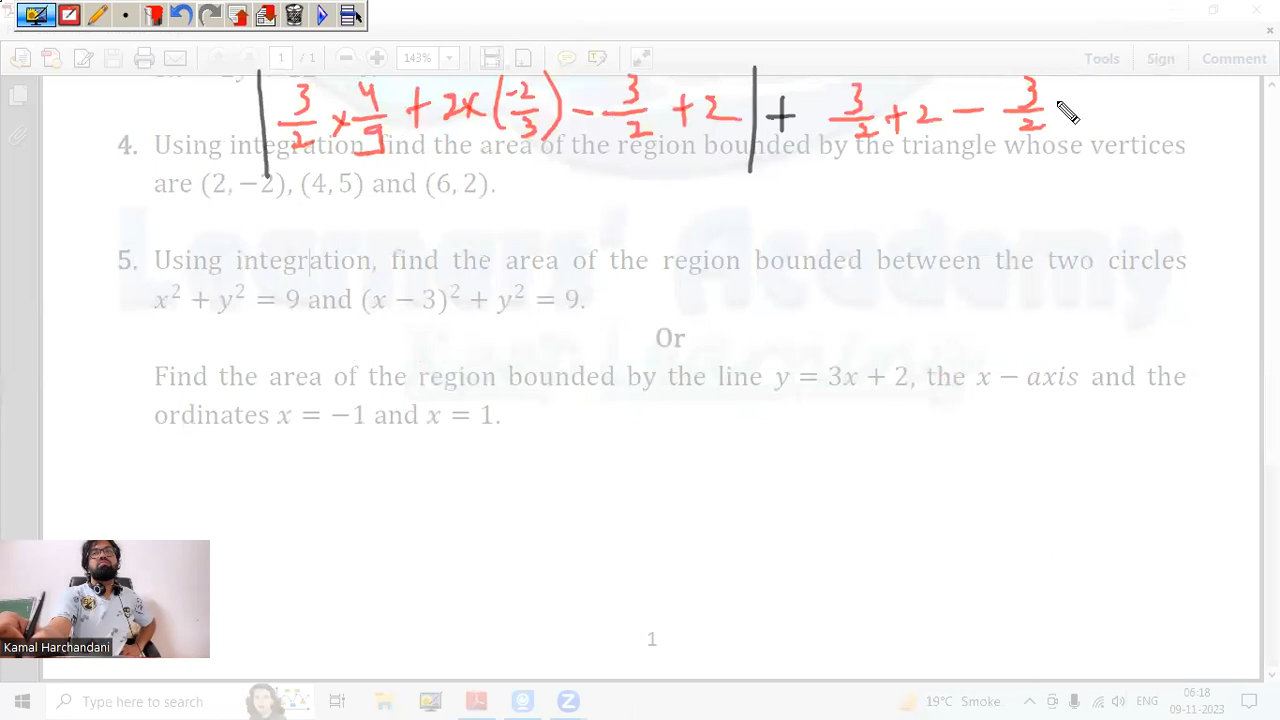 1 / 1
143%
Tools
Sign
Comment
| 3/2 × 4/9 + 2×(-2/3) - 3/2 + 2 | + 3/2 + 2 - 3/2
4. Using integration, find the area of the region bounded by the triangle whose vertices
are (2, −2), (4, 5) and (6, 2).
5. Using integration, find the area of the region bounded between the two circles
x² + y² = 9 and (x − 3)² + y² = 9.
Or
Find the area of the region bounded by the line y = 3x + 2, the x − axis and the
ordinates x = −1 and x = 1.
Learners' Academy
Kamal Harchandani
1
Type here to search
19°C Smoke
ENG
06:18
09-11-2023